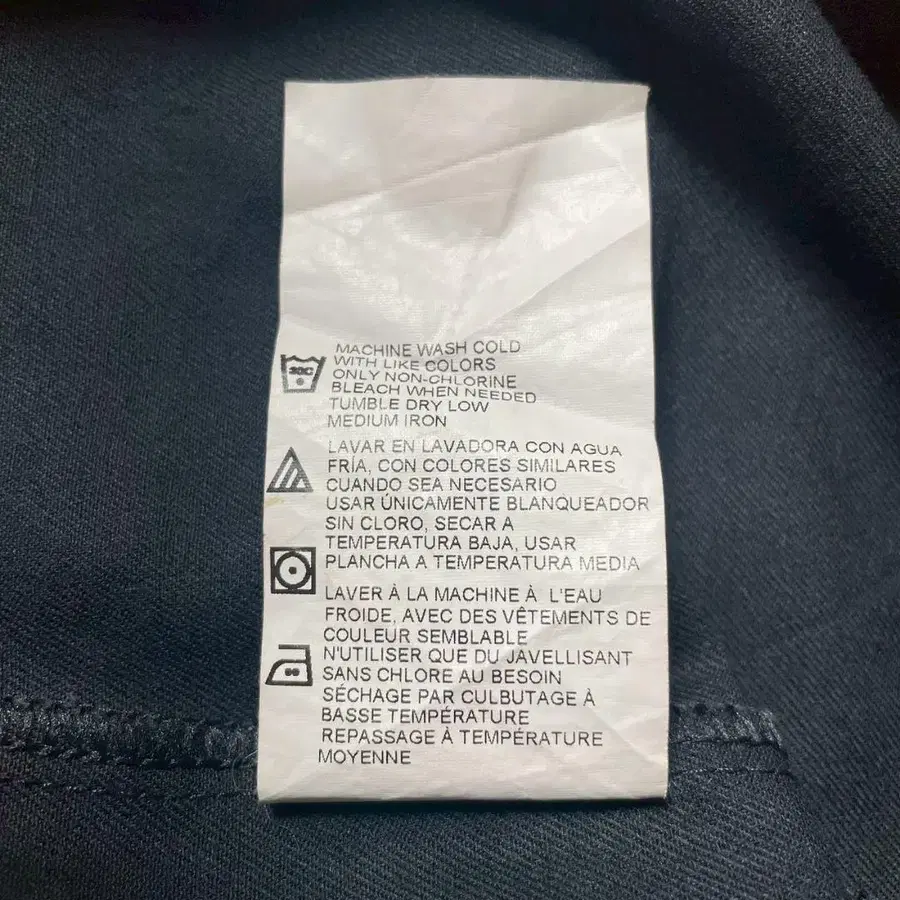 MACHINE WASH COLD
WITH LIKE COLORS
ONLY NON-CHLORINE
BLEACH WHEN NEEDED
TUMBLE DRY LOW
MEDIUM IRON
30C
LAVAR EN LAVADORA CON AGUA
FRÍA, CON COLORES SIMILARES
CUANDO SEA NECESARIO
USAR ÚNICAMENTE BLANQUEADOR
SIN CLORO, SECAR A
TEMPERATURA BAJA, USAR
PLANCHA A TEMPERATURA MEDIA
LAVER À LA MACHINE À L'EAU
FROIDE, AVEC DES VÊTEMENTS DE
COULEUR SEMBLABLE
N'UTILISER QUE DU JAVELLISANT
SANS CHLORE AU BESOIN
SÉCHAGE PAR CULBUTAGE À
BASSE TEMPÉRATURE
REPASSAGE À TEMPÉRATURE
MOYENNE